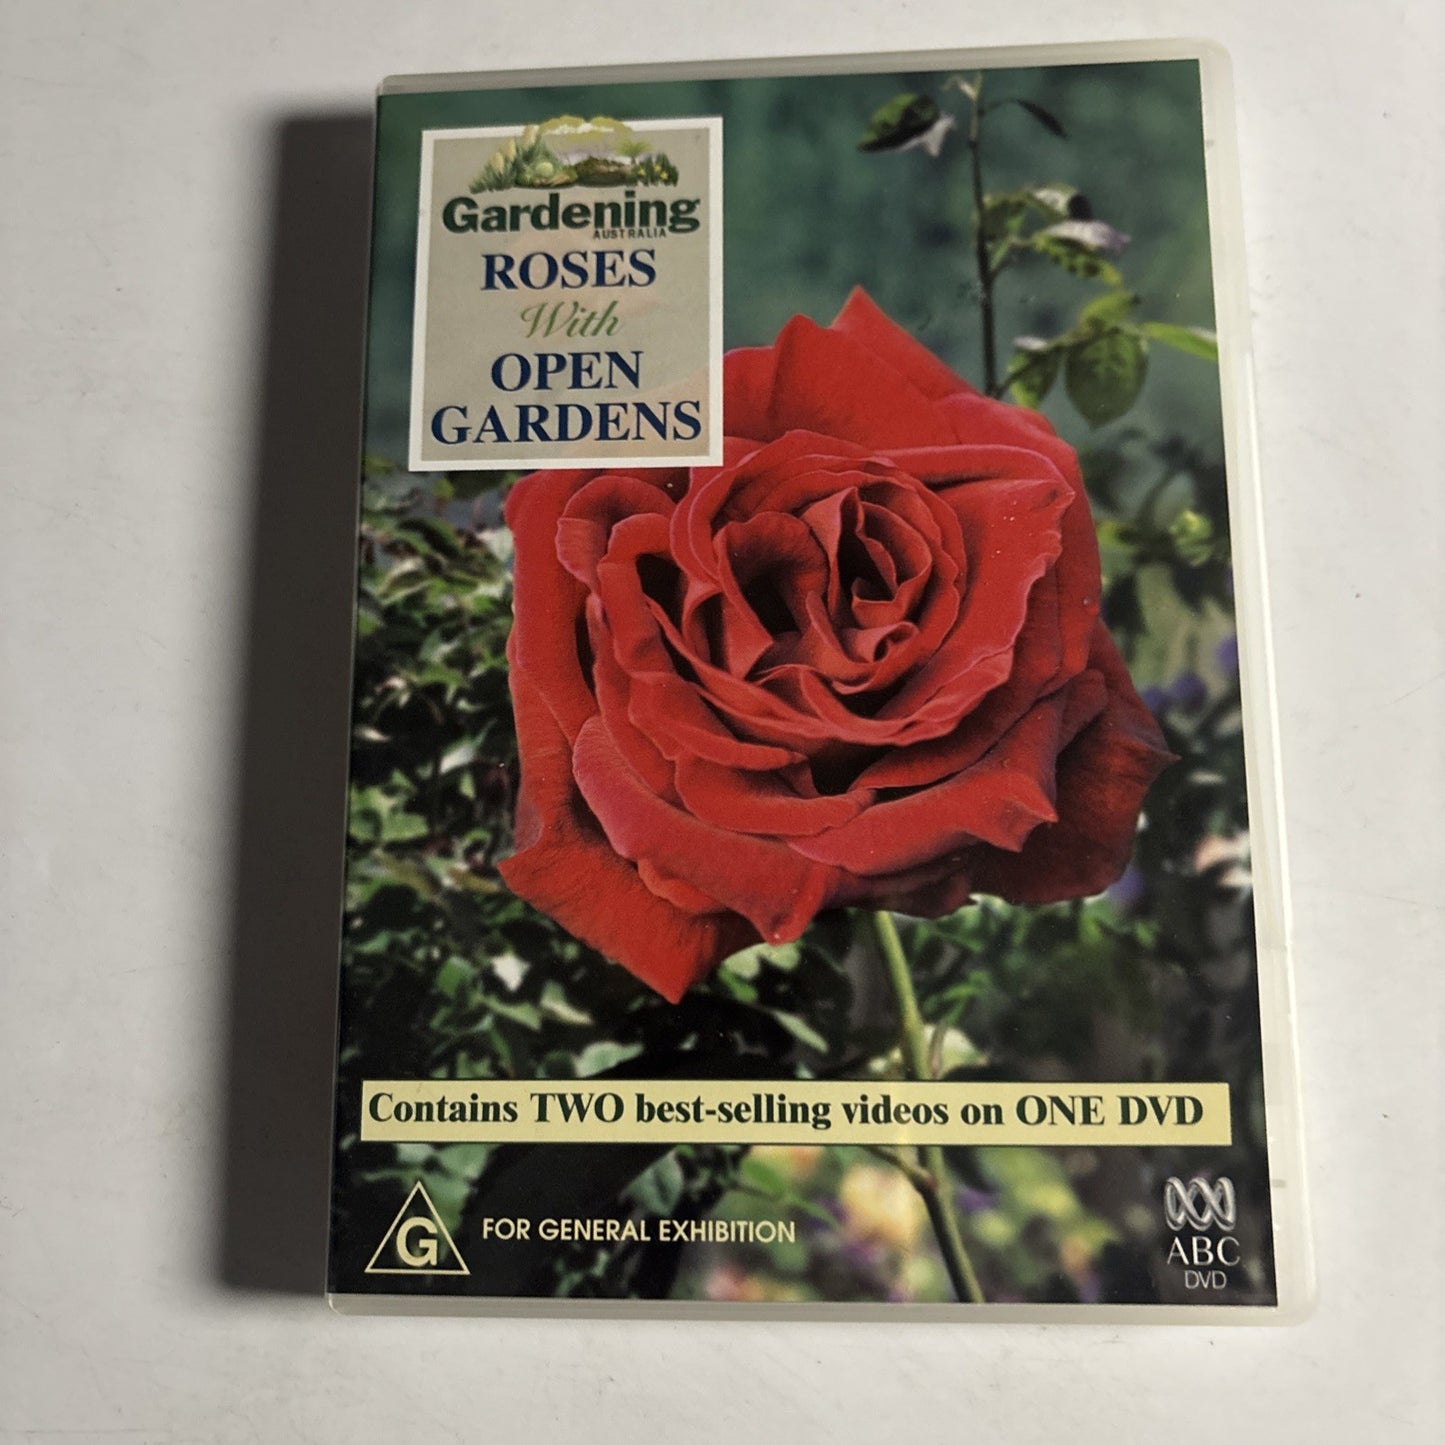 Gardening
AUSTRALIA
ROSES
With
OPEN
GARDENS
Contains TWO best-selling videos on ONE DVD
G
FOR GENERAL EXHIBITION
ABC
DVD